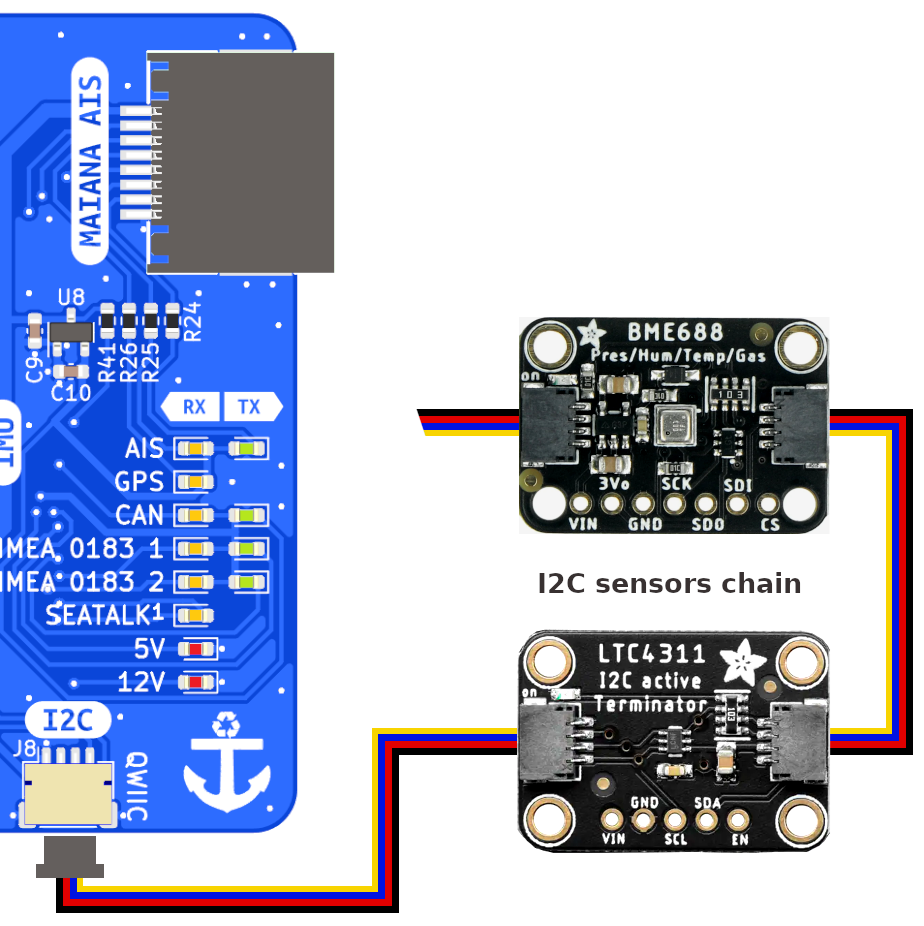 MAIANA AIS
U8
C9
C10
R41
R26
R25
R24
IMU
RX TX
AIS
GPS
CAN
NMEA 0183 1
NMEA 0183 2
SEATALK¹
5V
12V
I2C
J8
QWIIC
BME688
Pres/Hum/Temp/Gas
on
103
3Vo SCK SDI
VIN GND SDO CS
I2C sensors chain
LTC4311
I2C active
Terminator
on
103
GND SDA
VIN SCL EN